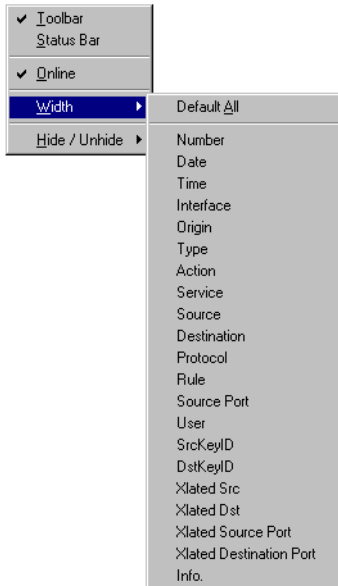 Toolbar
Status Bar
Online
Width
Hide / Unhide
Default All
Number
Date
Time
Interface
Origin
Type
Action
Service
Source
Destination
Protocol
Rule
Source Port
User
SrcKeyID
DstKeyID
Xlated Src
Xlated Dst
Xlated Source Port
Xlated Destination Port
Info.